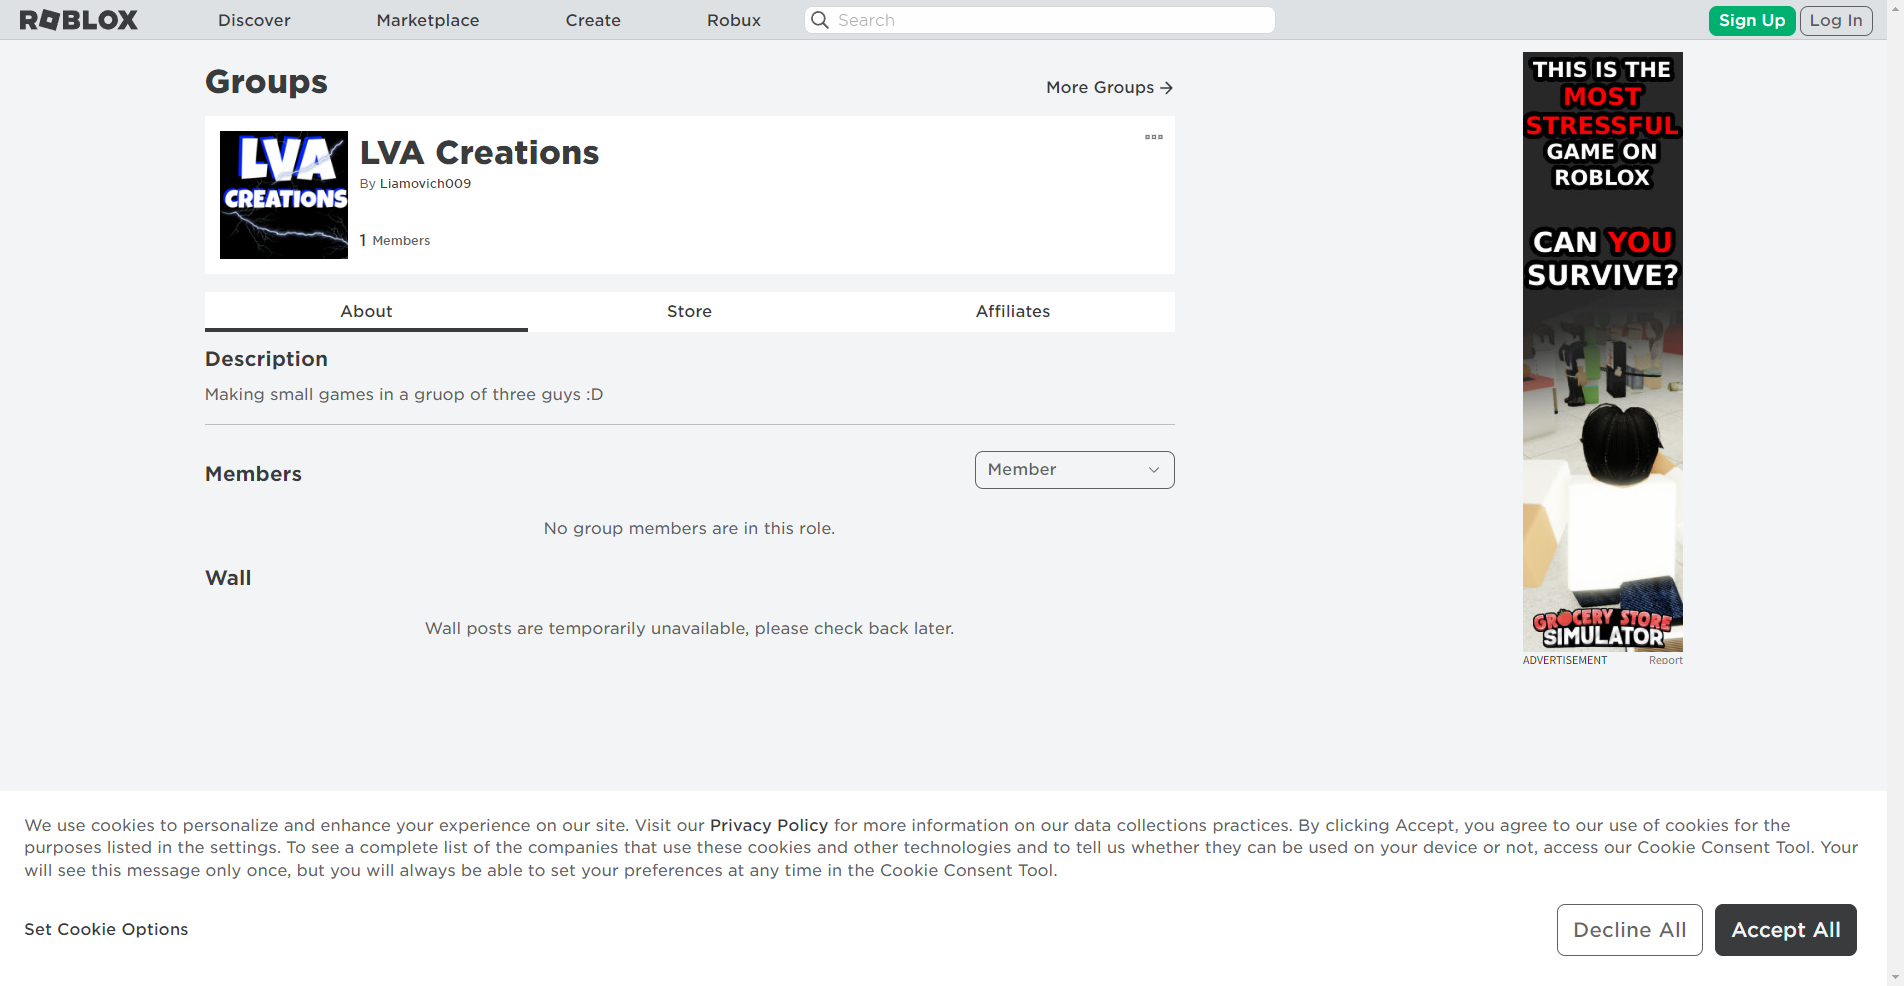 ROBLOX
Discover
Marketplace
Create
Robux
Search
Sign Up
Log In
Groups
More Groups
LVA
CREATIONS
LVA Creations
By Liamovich009
1 Members
About
Store
Affiliates
Description
Making small games in a gruop of three guys :D
Members
Member
No group members are in this role.
Wall
Wall posts are temporarily unavailable, please check back later.
THIS IS THE
MOST
STRESSFUL
GAME ON
ROBLOX
CAN YOU
SURVIVE?
GROCERY STORE
SIMULATOR
ADVERTISEMENT
Report
We use cookies to personalize and enhance your experience on our site. Visit our Privacy Policy for more information on our data collections practices. By clicking Accept, you agree to our use of cookies for the
purposes listed in the settings. To see a complete list of the companies that use these cookies and other technologies and to tell us whether they can be used on your device or not, access our Cookie Consent Tool. Your
will see this message only once, but you will always be able to set your preferences at any time in the Cookie Consent Tool.
Set Cookie Options
Decline All
Accept All